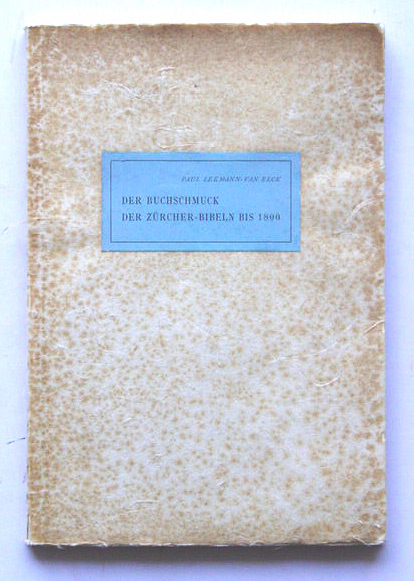 PAUL LEEMANN-VAN ELCK
DER BUCHSCHMUCK
DER ZÜRCHER-BIBELN BIS 1800